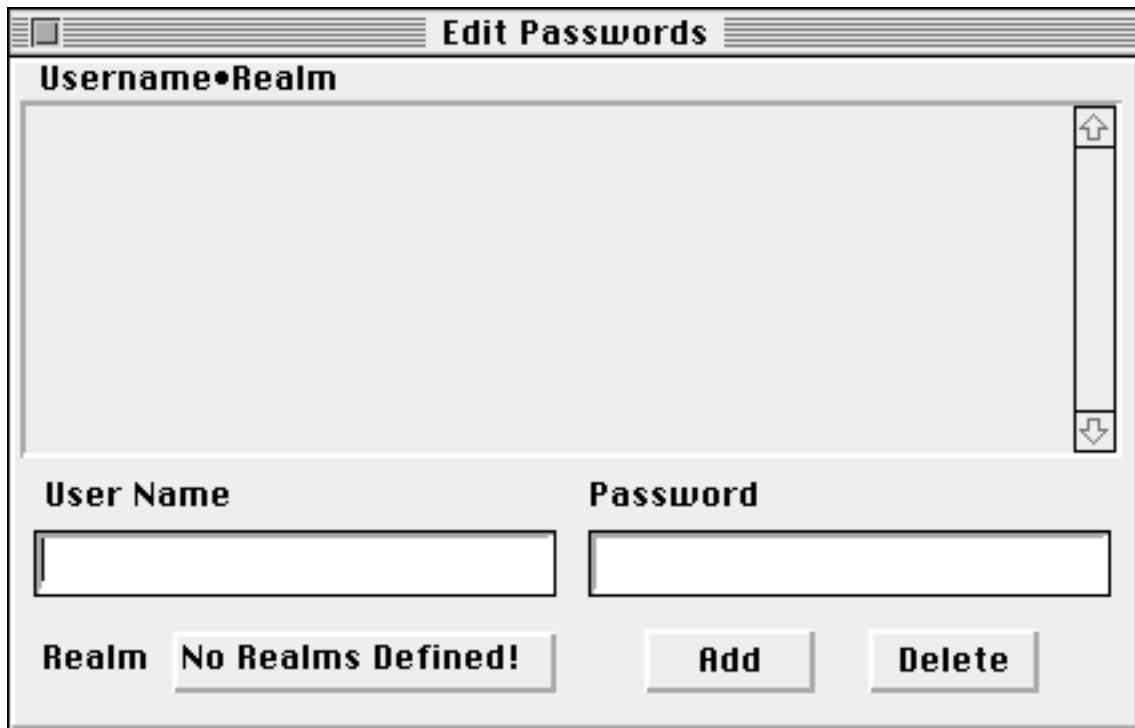 Edit Passwords
Username•Realm
User Name
Password
Realm
No Realms Defined!
Add
Delete